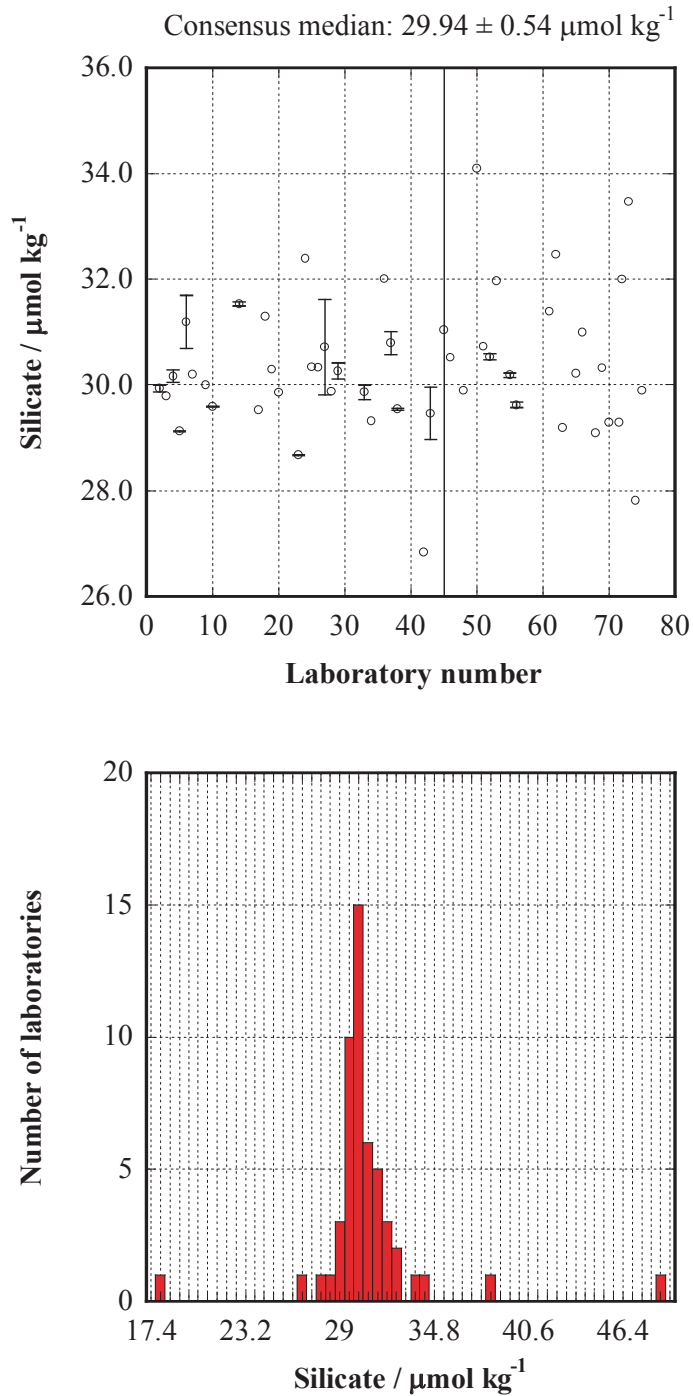 Consensus median: 29.94 ± 0.54 μmol kg⁻¹
36.0
34.0
32.0
30.0
28.0
26.0
Silicate / μmol kg⁻¹
0 10 20 30 40 50 60 70 80
Laboratory number
20
15
10
5
0
Number of laboratories
17.4 23.2 29 34.8 40.6 46.4
Silicate / μmol kg⁻¹